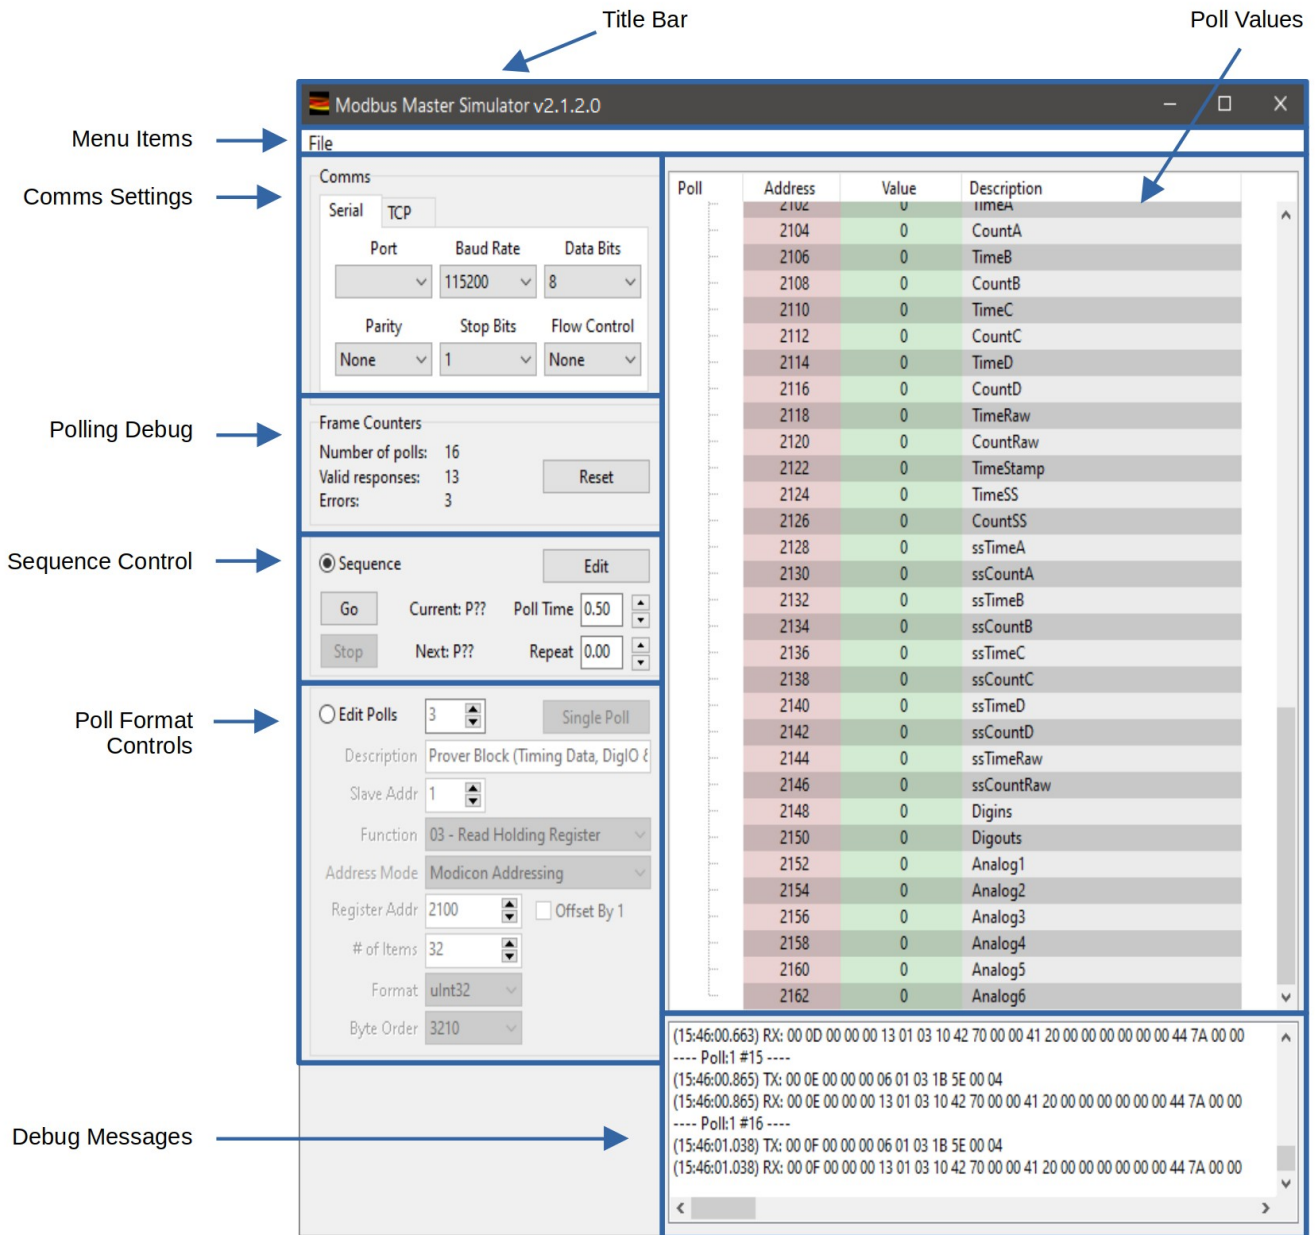 Title Bar
Poll Values
Modbus Master Simulator v2.1.2.0
Menu Items
File
Comms Settings
Comms
Serial TCP
Port Baud Rate Data Bits
115200 8
Parity Stop Bits Flow Control
None 1 None
Polling Debug
Frame Counters
Number of polls: 16
Valid responses: 13
Errors: 3
Reset
Sequence Control
Sequence Edit
Go Current: P?? Poll Time 0.50
Stop Next: P?? Repeat 0.00
Poll Format
Controls
Edit Polls 3 Single Poll
Description Prover Block (Timing Data, DigIO &
Slave Addr 1
Function 03 - Read Holding Register
Address Mode Modicon Addressing
Register Addr 2100 Offset By 1
# of Items 32
Format uInt32
Byte Order 3210
Poll Address Value Description
2102 0 TimeA
2104 0 CountA
2106 0 TimeB
2108 0 CountB
2110 0 TimeC
2112 0 CountC
2114 0 TimeD
2116 0 CountD
2118 0 TimeRaw
2120 0 CountRaw
2122 0 TimeStamp
2124 0 TimeSS
2126 0 CountSS
2128 0 ssTimeA
2130 0 ssCountA
2132 0 ssTimeB
2134 0 ssCountB
2136 0 ssTimeC
2138 0 ssCountC
2140 0 ssTimeD
2142 0 ssCountD
2144 0 ssTimeRaw
2146 0 ssCountRaw
2148 0 Digins
2150 0 Digouts
2152 0 Analog1
2154 0 Analog2
2156 0 Analog3
2158 0 Analog4
2160 0 Analog5
2162 0 Analog6
Debug Messages
(15:46:00.663) RX: 00 0D 00 00 00 13 01 03 10 42 70 00 00 41 20 00 00 00 00 00 00 44 7A 00 00
---- Poll:1 #15 ----
(15:46:00.865) TX: 00 0E 00 00 00 06 01 03 1B 5E 00 04
(15:46:00.865) RX: 00 0E 00 00 00 13 01 03 10 42 70 00 00 41 20 00 00 00 00 00 00 44 7A 00 00
---- Poll:1 #16 ----
(15:46:01.038) TX: 00 0F 00 00 00 06 01 03 1B 5E 00 04
(15:46:01.038) RX: 00 0F 00 00 00 13 01 03 10 42 70 00 00 41 20 00 00 00 00 00 00 44 7A 00 00